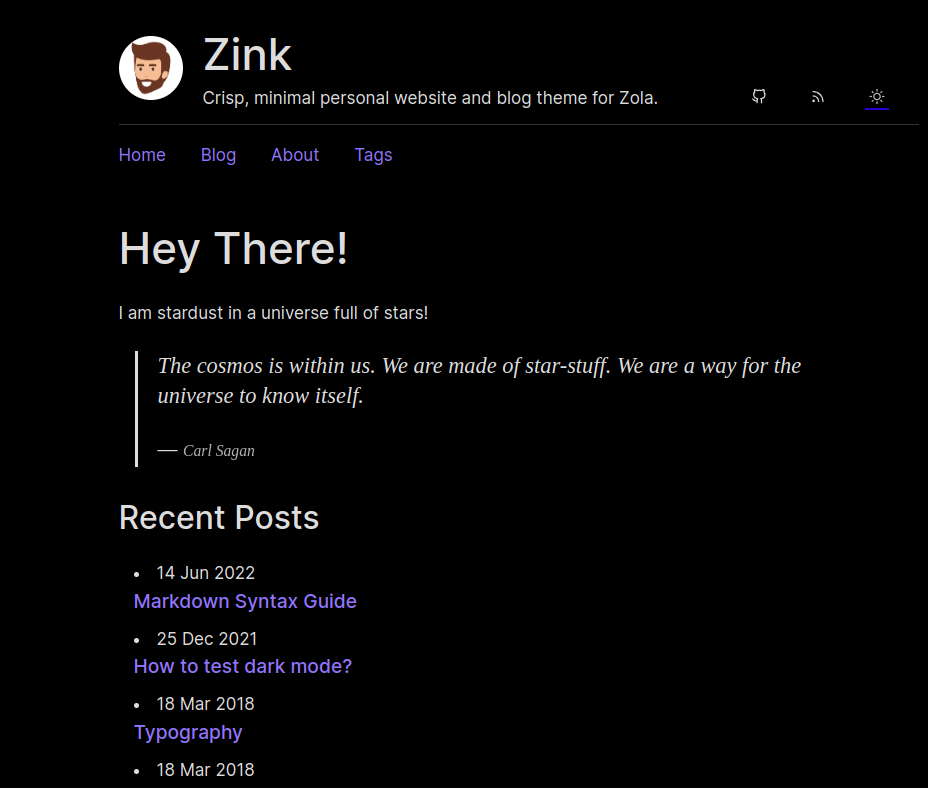 Zink
Crisp, minimal personal website and blog theme for Zola.
Home Blog About Tags
Hey There!
I am stardust in a universe full of stars!
The cosmos is within us. We are made of star-stuff. We are a way for the
universe to know itself.
— Carl Sagan
Recent Posts
• 14 Jun 2022
Markdown Syntax Guide
• 25 Dec 2021
How to test dark mode?
• 18 Mar 2018
Typography
• 18 Mar 2018